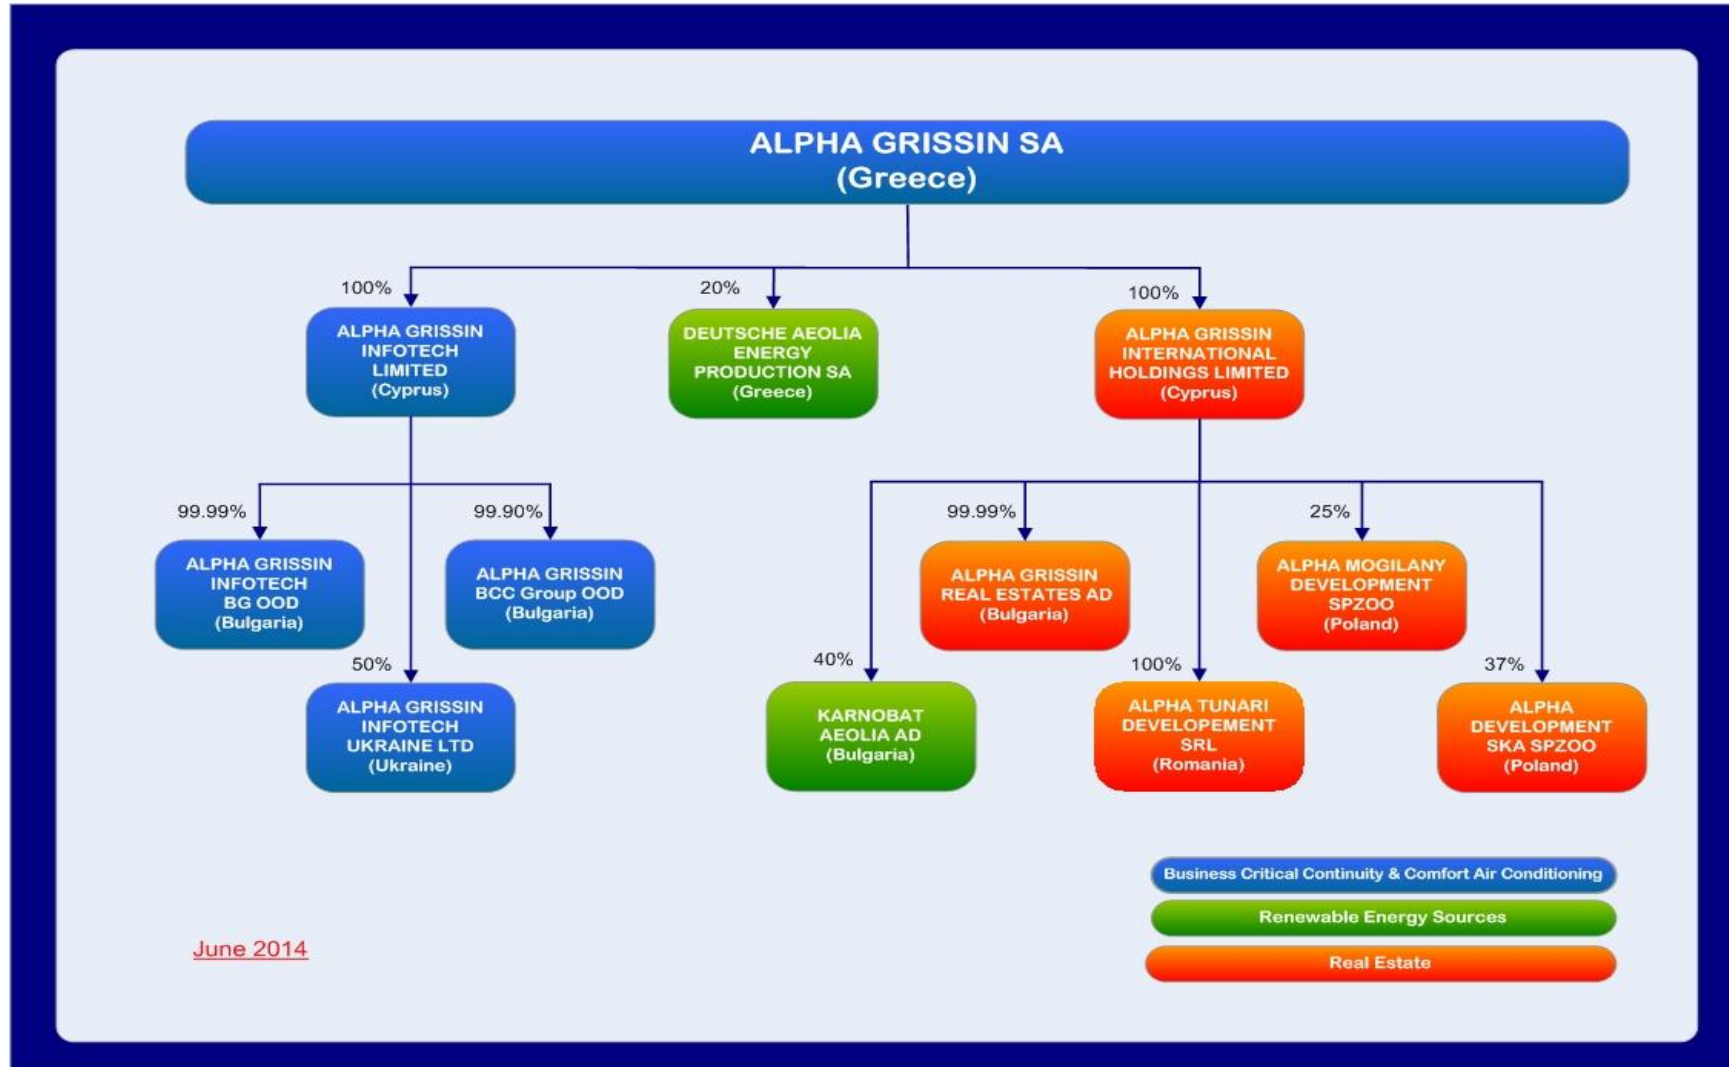 ALPHA GRISSIN SA
(Greece)
100%
20%
100%
ALPHA GRISSIN
INFOTECH
LIMITED
(Cyprus)
DEUTSCHE AEOLIA
ENERGY
PRODUCTION SA
(Greece)
ALPHA GRISSIN
INTERNATIONAL
HOLDINGS LIMITED
(Cyprus)
99.99%
99.90%
99.99%
25%
ALPHA GRISSIN
INFOTECH
BG OOD
(Bulgaria)
ALPHA GRISSIN
BCC Group OOD
(Bulgaria)
ALPHA GRISSIN
REAL ESTATES AD
(Bulgaria)
ALPHA MOGILANY
DEVELOPMENT
SPZOO
(Poland)
50%
40%
100%
37%
ALPHA GRISSIN
INFOTECH
UKRAINE LTD
(Ukraine)
KARNOBAT
AEOLIA AD
(Bulgaria)
ALPHA TUNARI
DEVELOPEMENT
SRL
(Romania)
ALPHA
DEVELOPMENT
SKA SPZOO
(Poland)
Business Critical Continuity & Comfort Air Conditioning
Renewable Energy Sources
Real Estate
June 2014